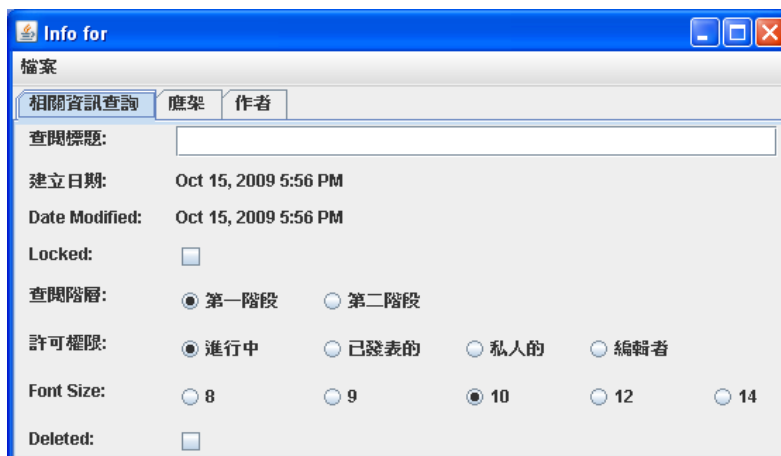 Info for
檔案
相關資訊查詢 鷹架 作者
查閱標題:
建立日期: Oct 15, 2009 5:56 PM
Date Modified: Oct 15, 2009 5:56 PM
Locked:
查閱階層: 第一階段 第二階段
許可權限: 進行中 已發表的 私人的 編輯者
Font Size: 8 9 10 12 14
Deleted: